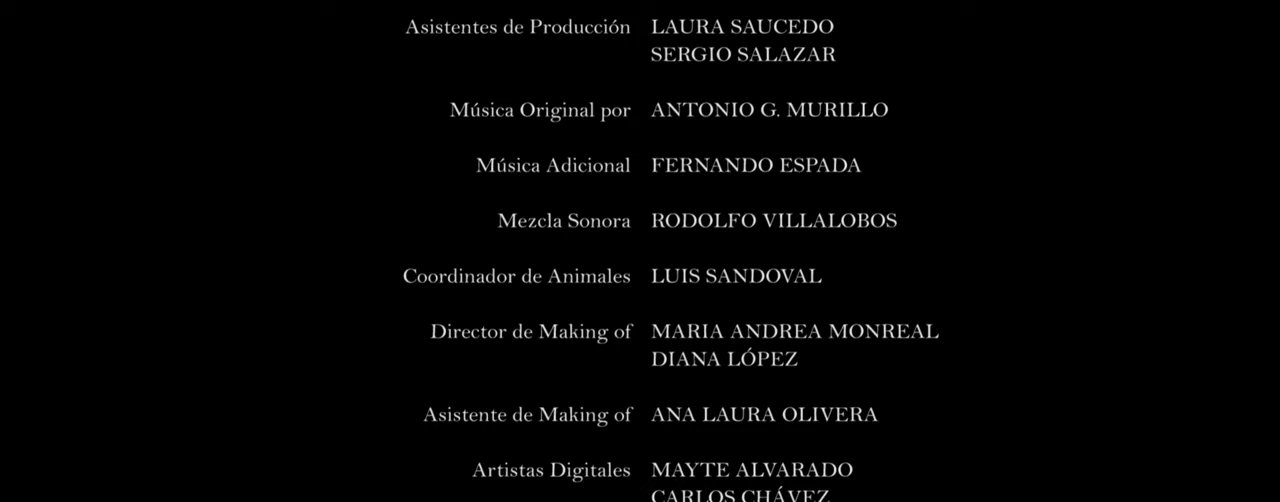 Asistentes de Producción LAURA SAUCEDO
SERGIO SALAZAR
Música Original por ANTONIO G. MURILLO
Música Adicional FERNANDO ESPADA
Mezcla Sonora RODOLFO VILLALOBOS
Coordinador de Animales LUIS SANDOVAL
Director de Making of MARIA ANDREA MONREAL
DIANA LÓPEZ
Asistente de Making of ANA LAURA OLIVERA
Artistas Digitales MAYTE ALVARADO
CARLOS CHÁVEZ